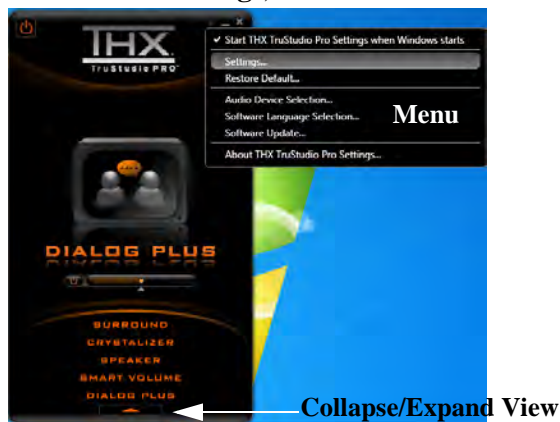 THX
TruStudio PRO™
Start THX TruStudio Pro Settings when Windows starts
Settings...
Restore Default...
Audio Device Selection...
Software Language Selection...
Software Update...
About THX TruStudio Pro Settings...
Menu
DIALOG PLUS
SURROUND
CRYSTALIZER
SPEAKER
SMART VOLUME
DIALOG PLUS
Collapse/Expand View